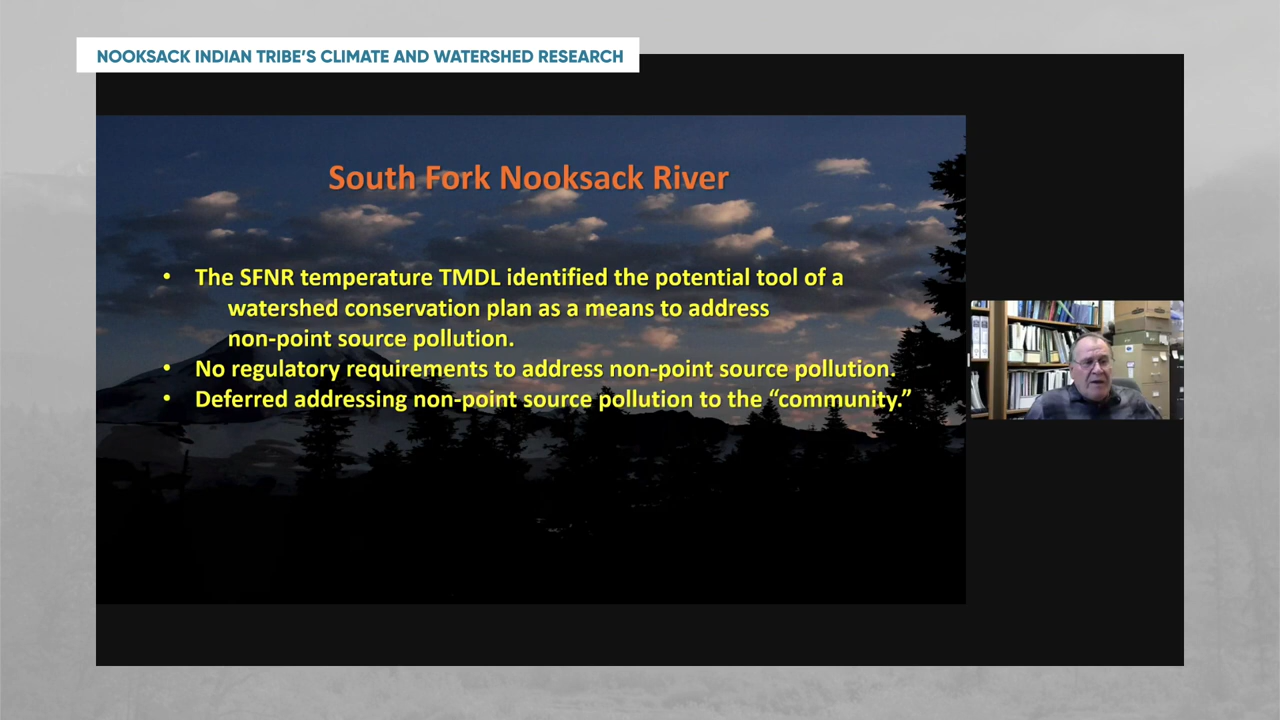 NOOKSACK INDIAN TRIBE'S CLIMATE AND WATERSHED RESEARCH
South Fork Nooksack River
• The SFNR temperature TMDL identified the potential tool of a
watershed conservation plan as a means to address
non-point source pollution.
• No regulatory requirements to address non-point source pollution.
• Deferred addressing non-point source pollution to the “community.”